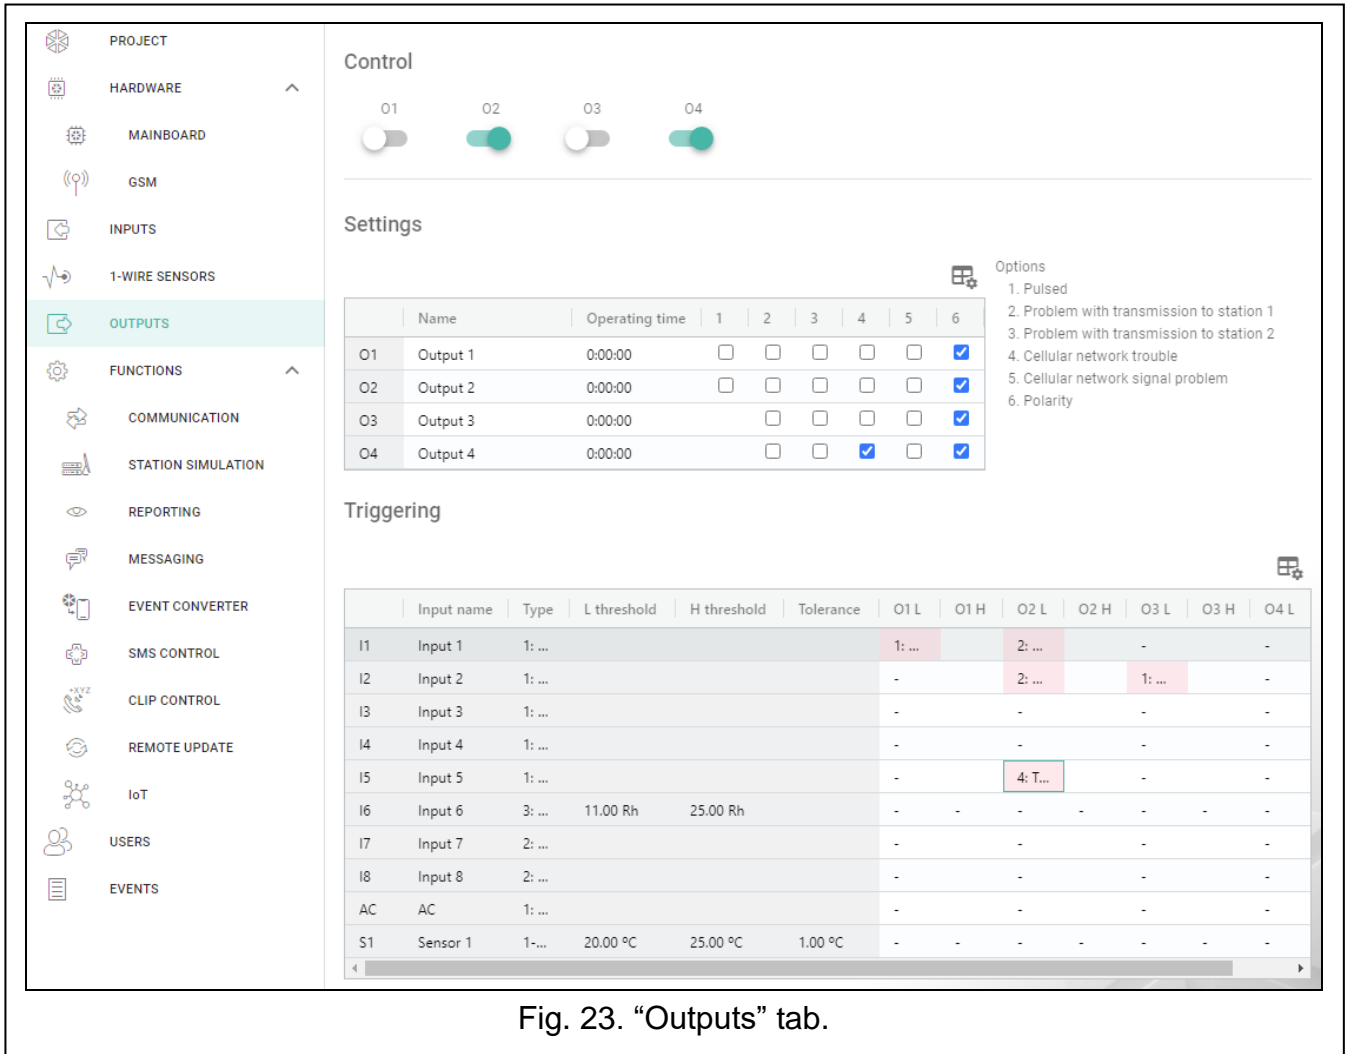 PROJECT
HARDWARE
MAINBOARD
GSM
INPUTS
1-WIRE SENSORS
OUTPUTS
FUNCTIONS
COMMUNICATION
STATION SIMULATION
REPORTING
MESSAGING
EVENT CONVERTER
SMS CONTROL
+XYZ
CLIP CONTROL
REMOTE UPDATE
IoT
USERS
EVENTS
Control
O1 O2 O3 O4
Settings
Options
1. Pulsed
2. Problem with transmission to station 1
3. Problem with transmission to station 2
4. Cellular network trouble
5. Cellular network signal problem
6. Polarity
Name Operating time 1 2 3 4 5 6
O1 Output 1 0:00:00
O2 Output 2 0:00:00
O3 Output 3 0:00:00
O4 Output 4 0:00:00
Triggering
Input name Type L threshold H threshold Tolerance O1 L O1 H O2 L O2 H O3 L O3 H O4 L
I1 Input 1 1: ... 1: ... 2: ... - -
I2 Input 2 1: ... - 2: ... 1: ... -
I3 Input 3 1: ... - - - -
I4 Input 4 1: ... - - - -
I5 Input 5 1: ... - 4: T... - -
I6 Input 6 3: ... 11.00 Rh 25.00 Rh - - - - - - -
I7 Input 7 2: ... - - - -
I8 Input 8 2: ... - - - -
AC AC 1: ... - - - -
S1 Sensor 1 1-... 20.00 ºC 25.00 ºC 1.00 ºC - - - - - - -
Fig. 23. “Outputs” tab.